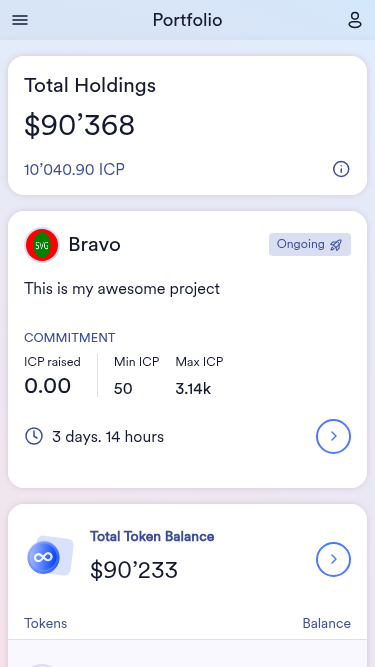 Portfolio
Total Holdings
$90’368
10’040.90 ICP
SVG
Bravo
Ongoing
This is my awesome project
COMMITMENT
ICP raised Min ICP Max ICP
0.00 50 3.14k
3 days. 14 hours
Total Token Balance
$90’233
Tokens Balance